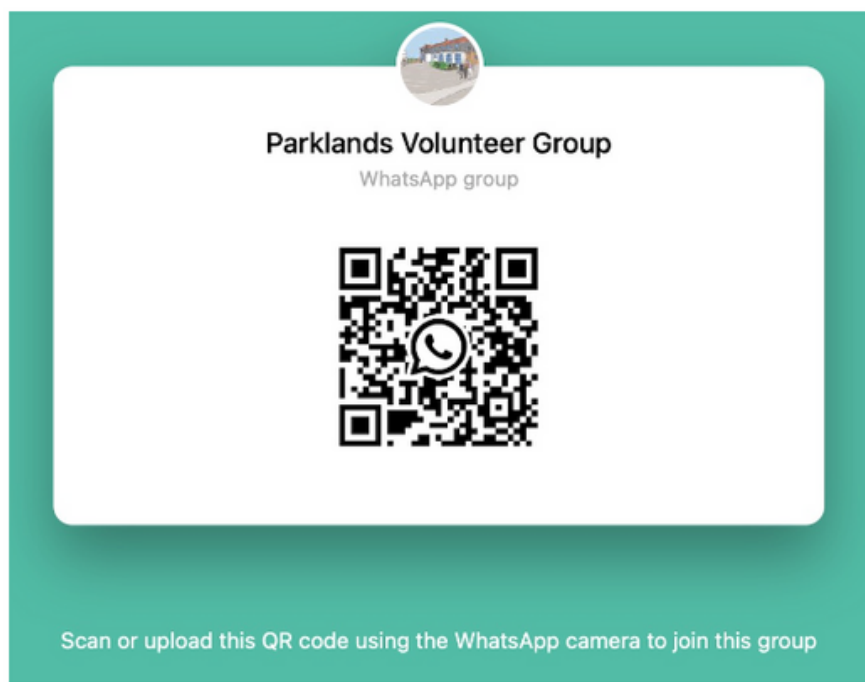 Parklands Volunteer Group
WhatsApp group
Scan or upload this QR code using the WhatsApp camera to join this group